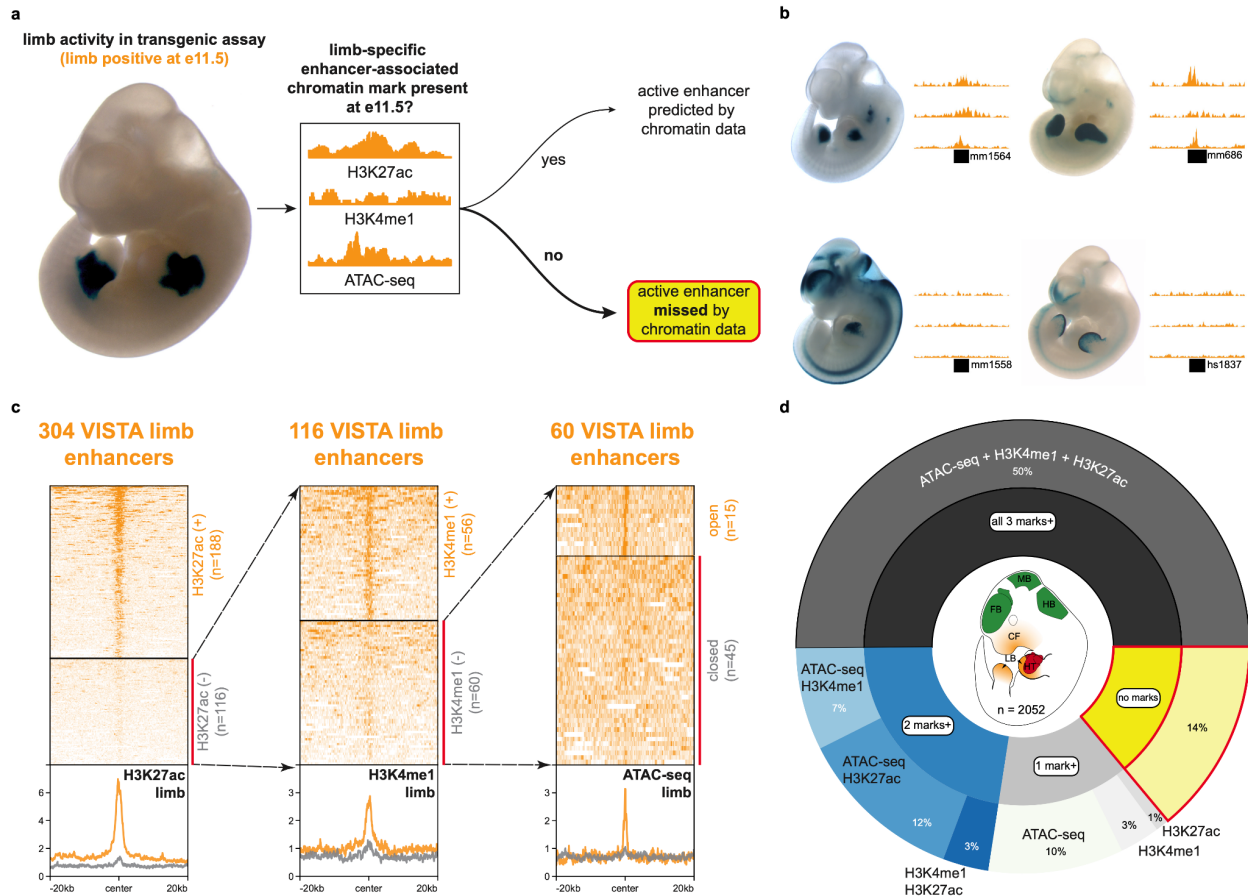 a
limb activity in transgenic assay
(limb positive at e11.5)
limb-specific
enhancer-associated
chromatin mark present
at e11.5?
H3K27ac
H3K4me1
ATAC-seq
yes
no
active enhancer
predicted by
chromatin data
active enhancer
missed by
chromatin data
b
mm1564
mm686
mm1558
hs1837
c
304 VISTA limb
enhancers
116 VISTA limb
enhancers
60 VISTA limb
enhancers
H3K27ac (+)
(n=188)
H3K27ac (-)
(n=116)
H3K4me1 (+)
(n=56)
H3K4me1 (-)
(n=60)
open
(n=15)
closed
(n=45)
H3K27ac
limb
6
4
2
0
-20kb center 20kb
H3K4me1
limb
4
3
2
1
0
-20kb center 20kb
ATAC-seq
limb
3
2
1
0
-20kb center 20kb
d
ATAC-seq + H3K4me1 + H3K27ac
50%
all 3 marks+
MB
FB
HB
CF
LB
HT
n = 2052
ATAC-seq
H3K4me1
7%
2 marks+
no marks
14%
ATAC-seq
H3K27ac
12%
1 mark+
3%
H3K4me1
H3K27ac
ATAC-seq
10%
3%
H3K4me1
1%
H3K27ac